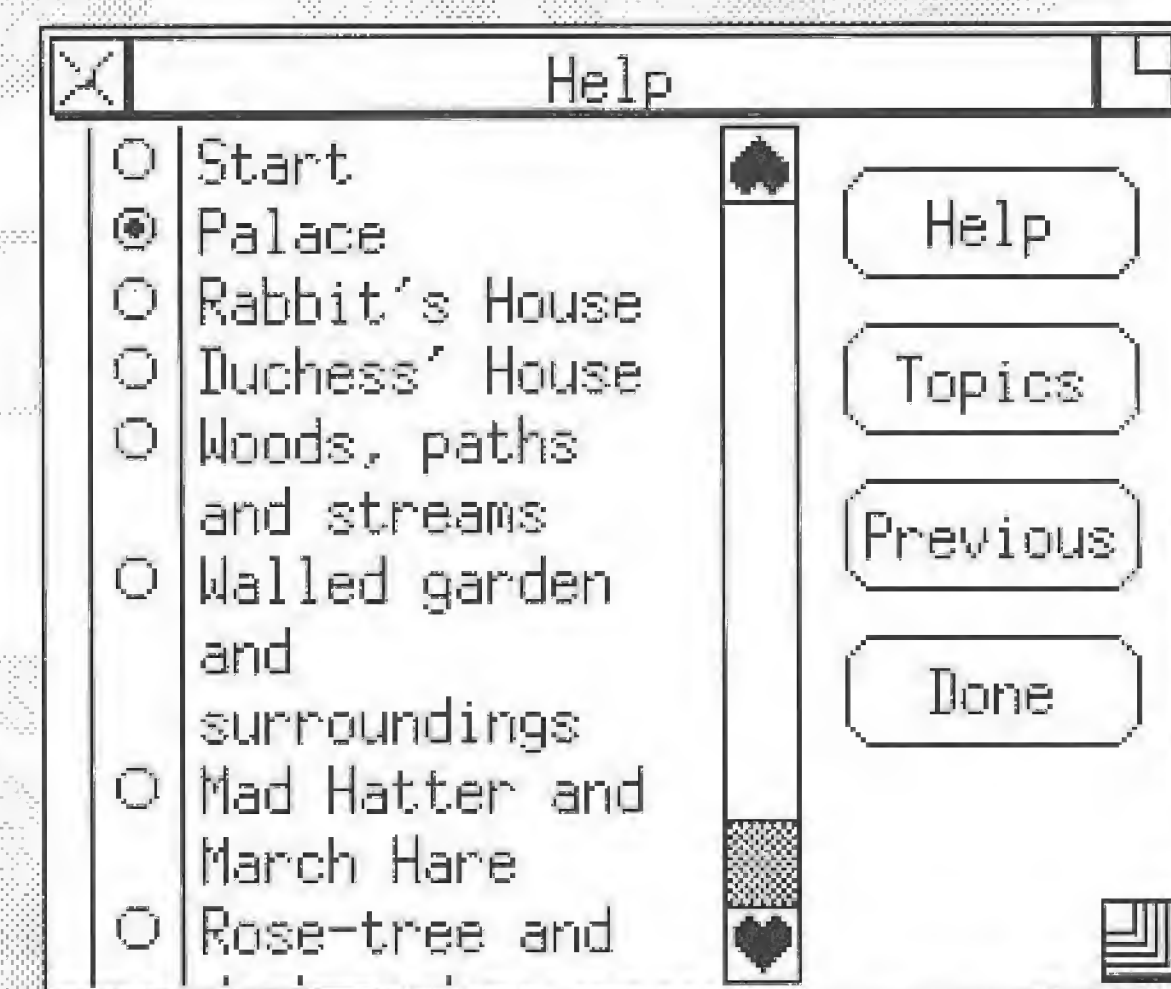 Help
Start
Palace
Rabbit's House
Duchess' House
Woods, paths
and streams
Walled garden
and
surroundings
Mad Hatter and
March Hare
Rose-tree and
Help
Topics
Previous
Done